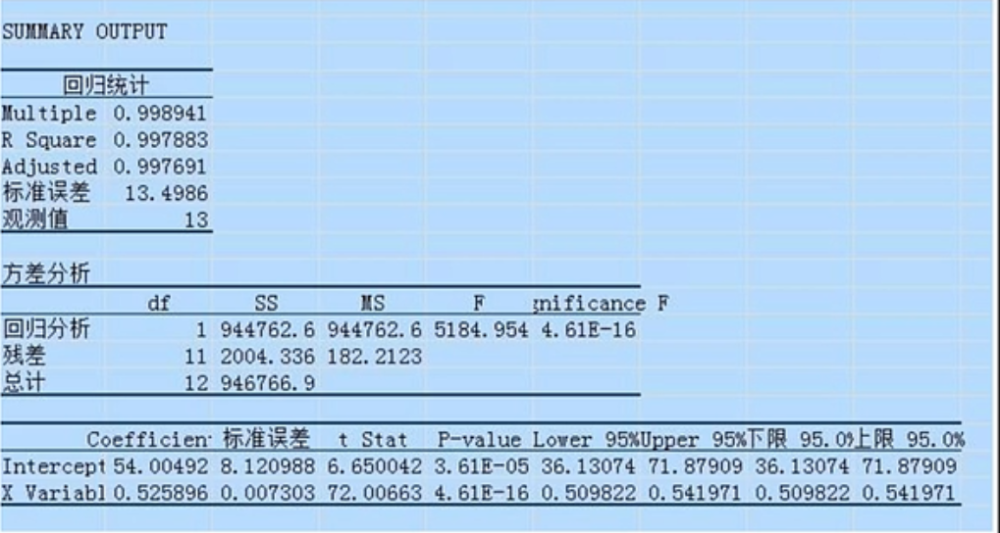 SUMMARY OUTPUT
回归统计
Multiple 0.998941
R Square 0.997883
Adjusted 0.997691
标准误差 13.4986
观测值 13
方差分析
df SS MS F gnificance F
回归分析 1 944762.6 944762.6 5184.954 4.61E-16
残差 11 2004.336 182.2123
总计 12 946766.9
Coefficien 标准误差 t Stat P-value Lower 95% Upper 95% 下限 95.0% 上限 95.0%
Intercept 54.00492 8.120988 6.650042 3.61E-05 36.13074 71.87909 36.13074 71.87909
X Variabl 0.525896 0.007303 72.00663 4.61E-16 0.509822 0.541971 0.509822 0.541971